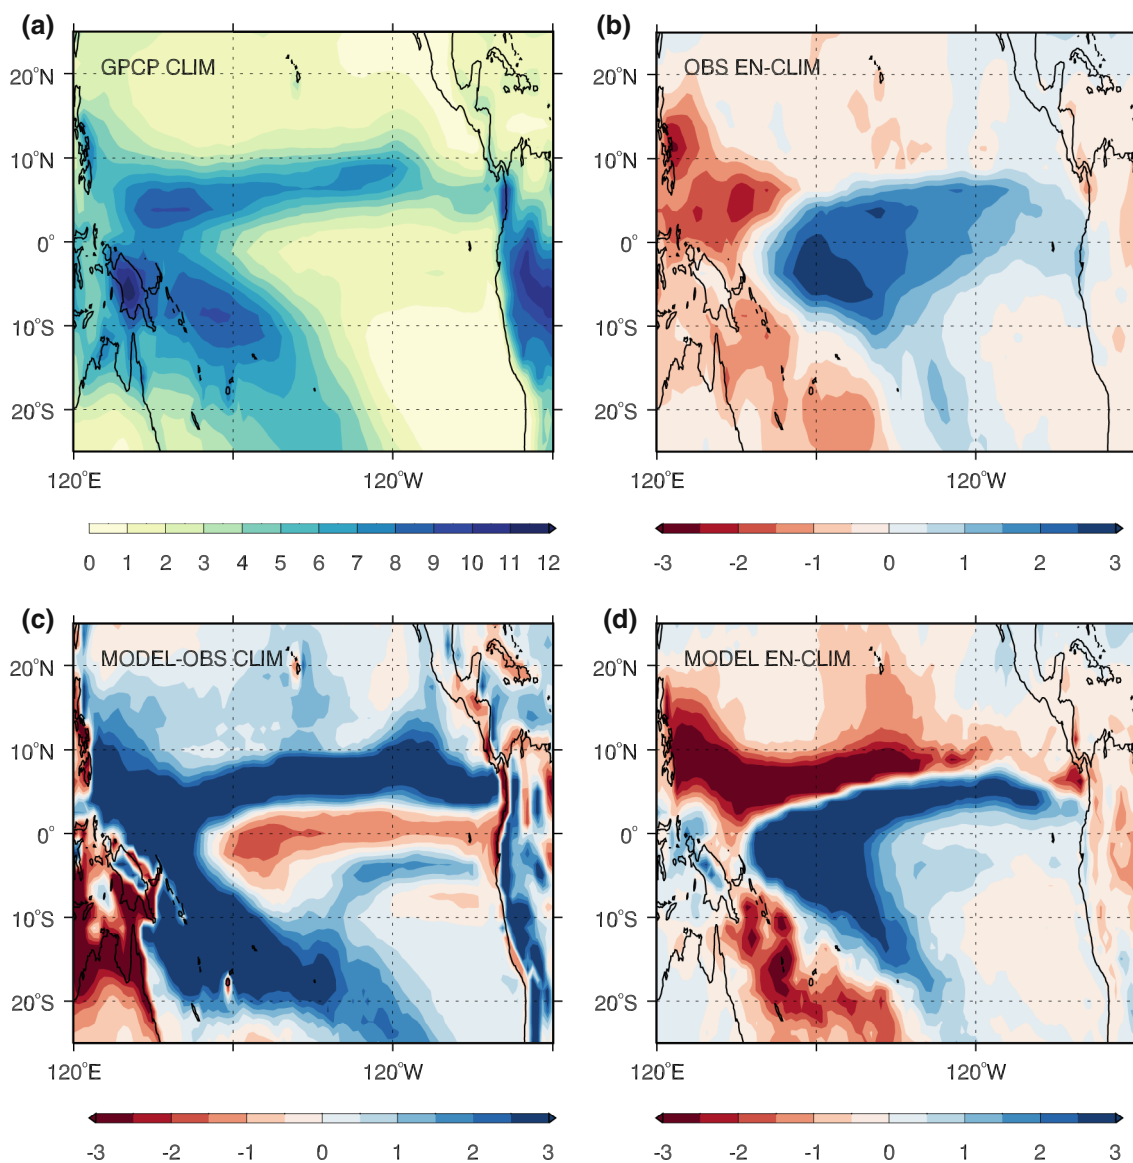 (a)
(b)
GPCP CLIM
OBS EN-CLIM
20°N
10°N
0°
10°S
20°S
120°E
120°W
20°N
10°N
0°
10°S
20°S
120°E
120°W
0 1 2 3 4 5 6 7 8 9 10 11 12
-3 -2 -1 0 1 2 3
(c)
(d)
MODEL-OBS CLIM
MODEL EN-CLIM
20°N
10°N
0°
10°S
20°S
120°E
120°W
20°N
10°N
0°
10°S
20°S
120°E
120°W
-3 -2 -1 0 1 2 3
-3 -2 -1 0 1 2 3